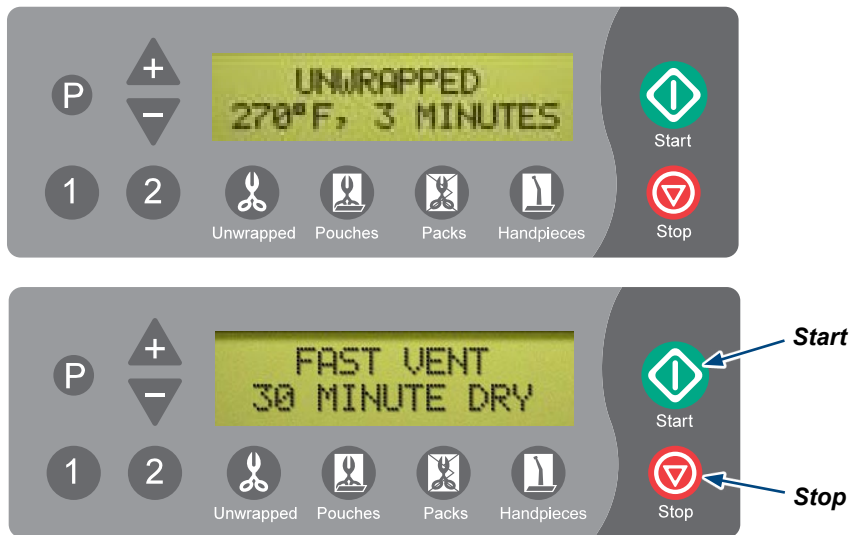 P
+
−
UNWRAPPED
270°F, 3 MINUTES
Start
1
2
Unwrapped
Pouches
Packs
Handpieces
Stop
P
+
−
FAST VENT
30 MINUTE DRY
Start
Start
1
2
Unwrapped
Pouches
Packs
Handpieces
Stop
Stop